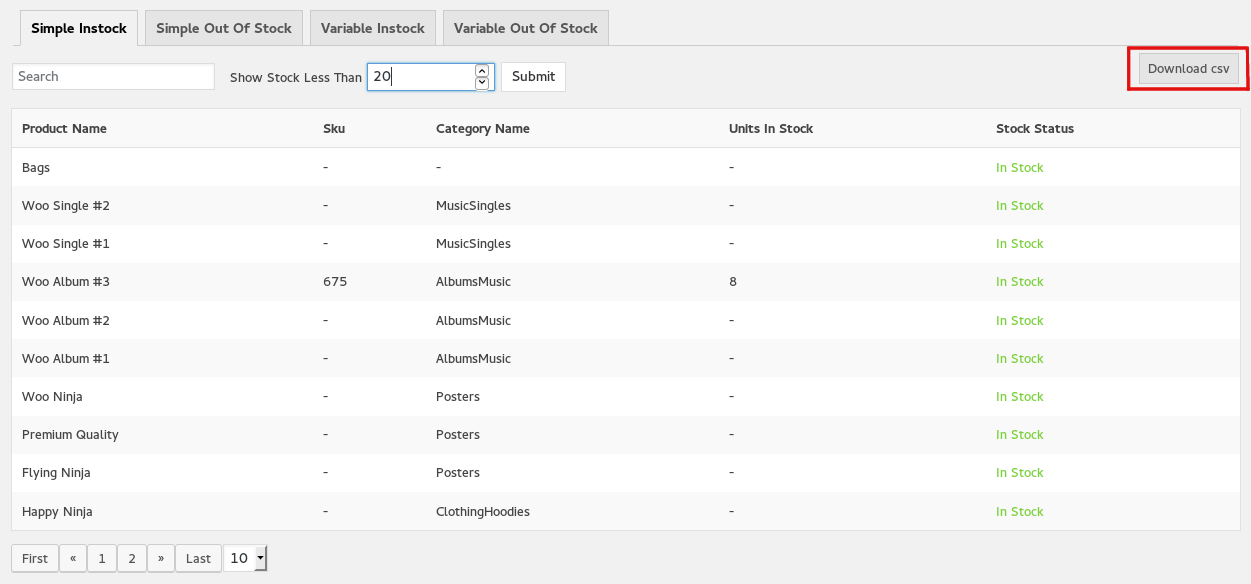 Simple Instock Simple Out Of Stock Variable Instock Variable Out Of Stock
Search Show Stock Less Than 20 Submit Download csv
Product Name Sku Category Name Units In Stock Stock Status
Bags - - - In Stock
Woo Single #2 - MusicSingles - In Stock
Woo Single #1 - MusicSingles - In Stock
Woo Album #3 675 AlbumsMusic 8 In Stock
Woo Album #2 - AlbumsMusic - In Stock
Woo Album #1 - AlbumsMusic - In Stock
Woo Ninja - Posters - In Stock
Premium Quality - Posters - In Stock
Flying Ninja - Posters - In Stock
Happy Ninja - ClothingHoodies - In Stock
First « 1 2 » Last 10